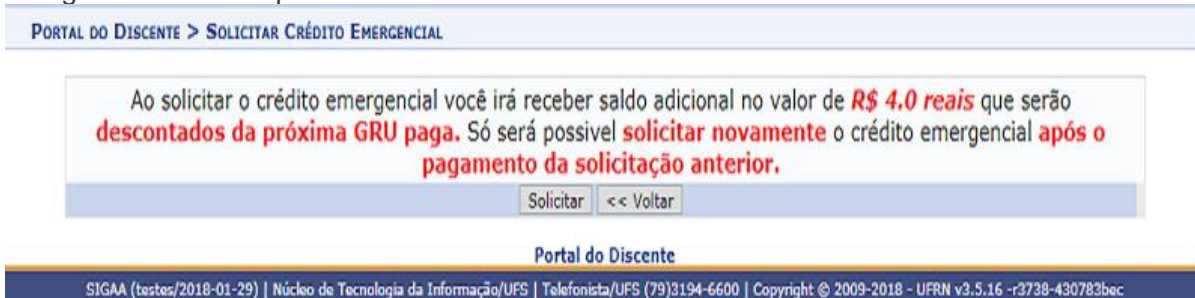 Portal do Discente > Solicitar Crédito Emergencial
Ao solicitar o crédito emergencial você irá receber saldo adicional no valor de R$ 4.0 reais que serão
descontados da próxima GRU paga. Só será possivel solicitar novamente o crédito emergencial após o
pagamento da solicitação anterior.
Solicitar << Voltar
Portal do Discente
SIGAA (testes/2018-01-29) | Núcleo de Tecnologia da Informação/UFS | Telefonista/UFS (79)3194-6600 | Copyright © 2009-2018 - UFRN v3.5.16 -r3738-430783bec